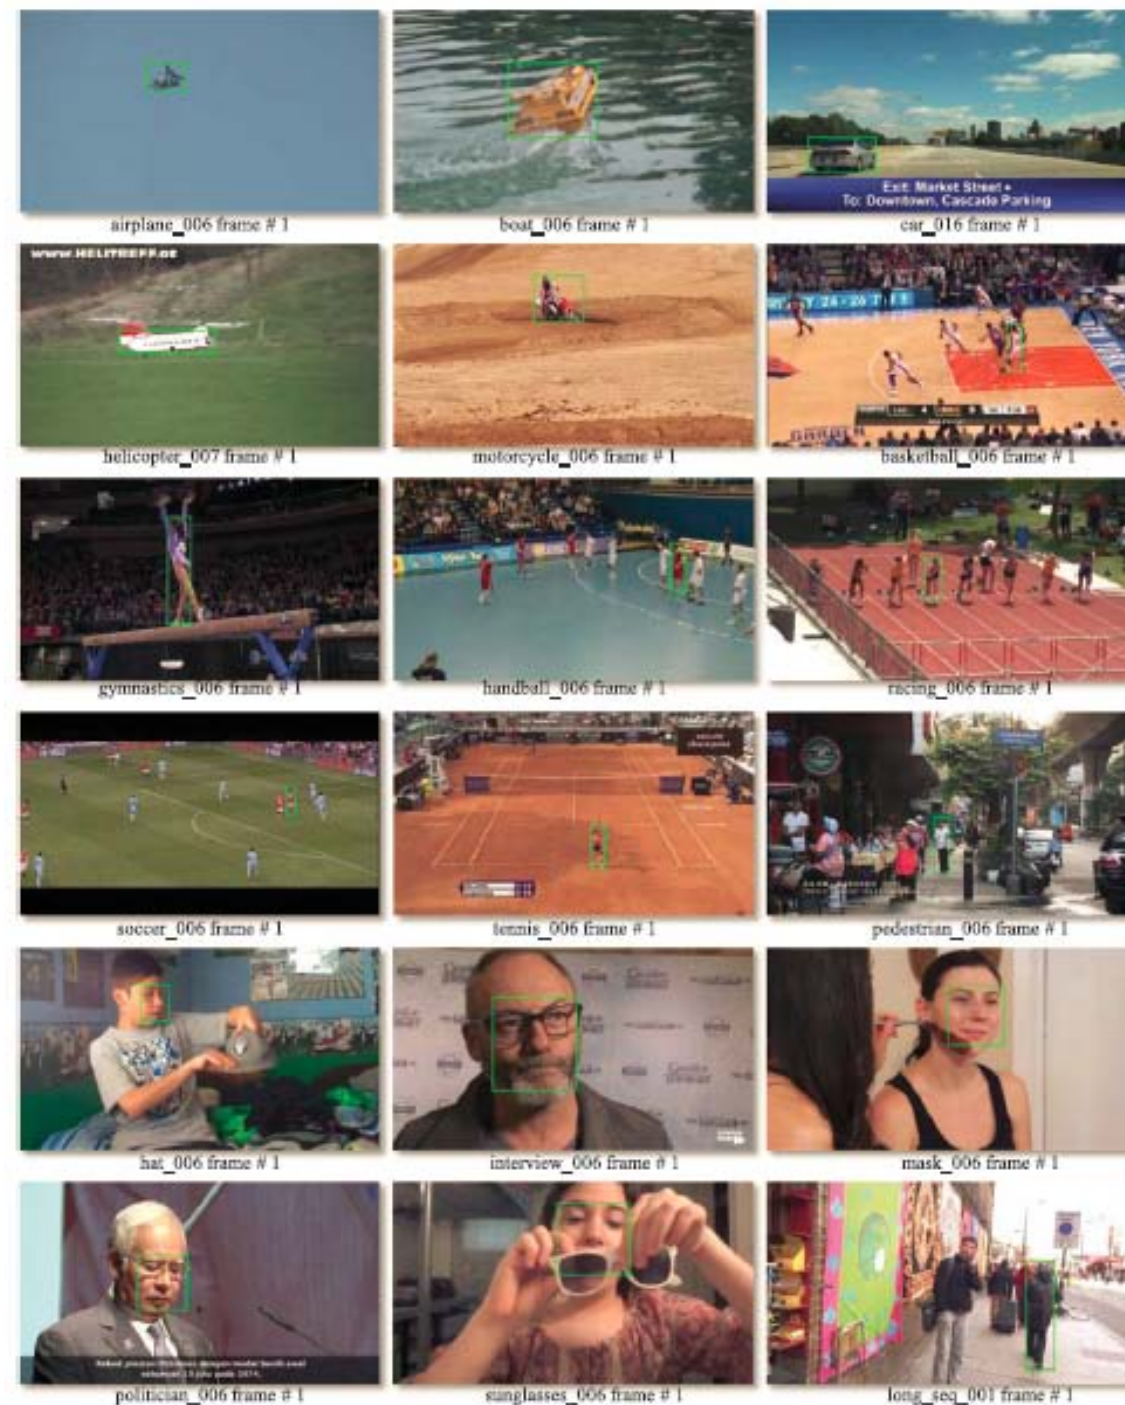 airplane_006 frame # 1
boat_006 frame # 1
Exit: Market Street
To: Downtown, Cascade Parking
car_016 frame # 1
www.HELITREFF.de
helicopter_007 frame # 1
motorcycle_006 frame # 1
24 - 26
basketball_006 frame # 1
gymnastics_006 frame # 1
handball_006 frame # 1
racing_006 frame # 1
soccer_006 frame # 1
tennis_006 frame # 1
pedestrian_006 frame # 1
hat_006 frame # 1
interview_006 frame # 1
mask_006 frame # 1
politician_006 frame # 1
sunglasses_006 frame # 1
long_seq_001 frame # 1